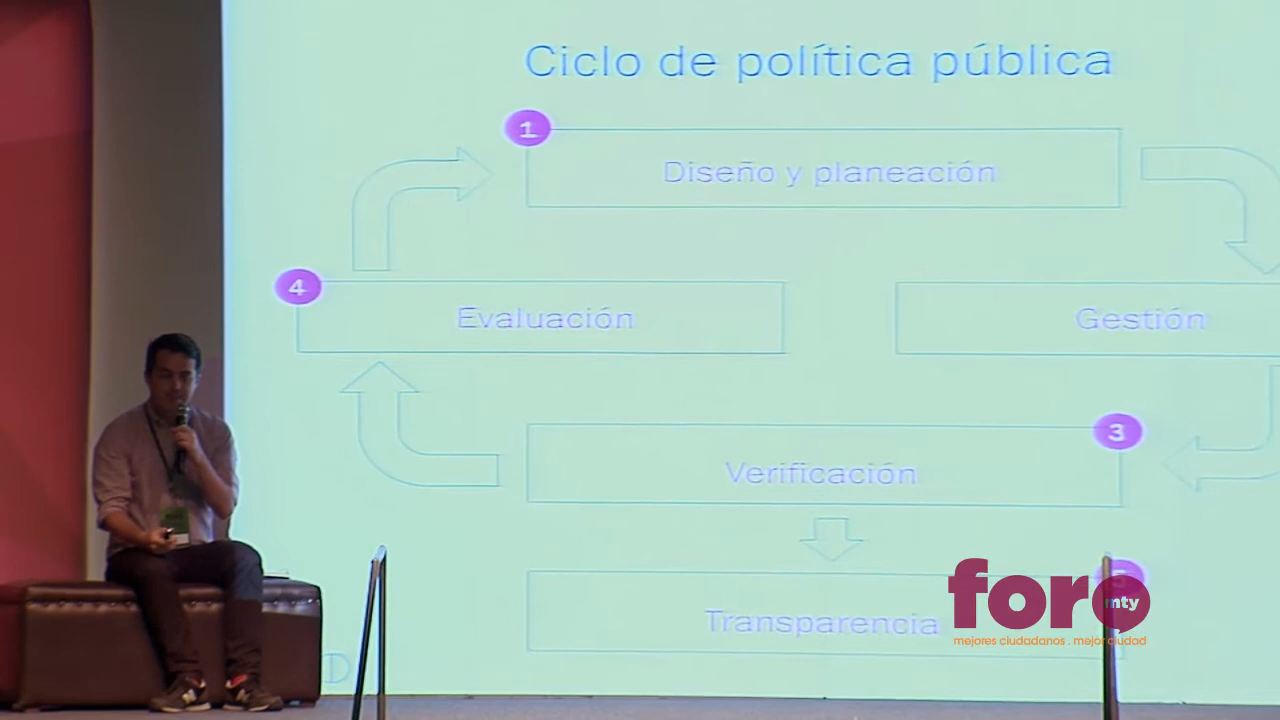 Ciclo de política pública
1
Diseño y planeación
4
Evaluación
Gestión
3
Verificación
5
Transparencia
foro
mty
mejores ciudadanos . mejor ciudad